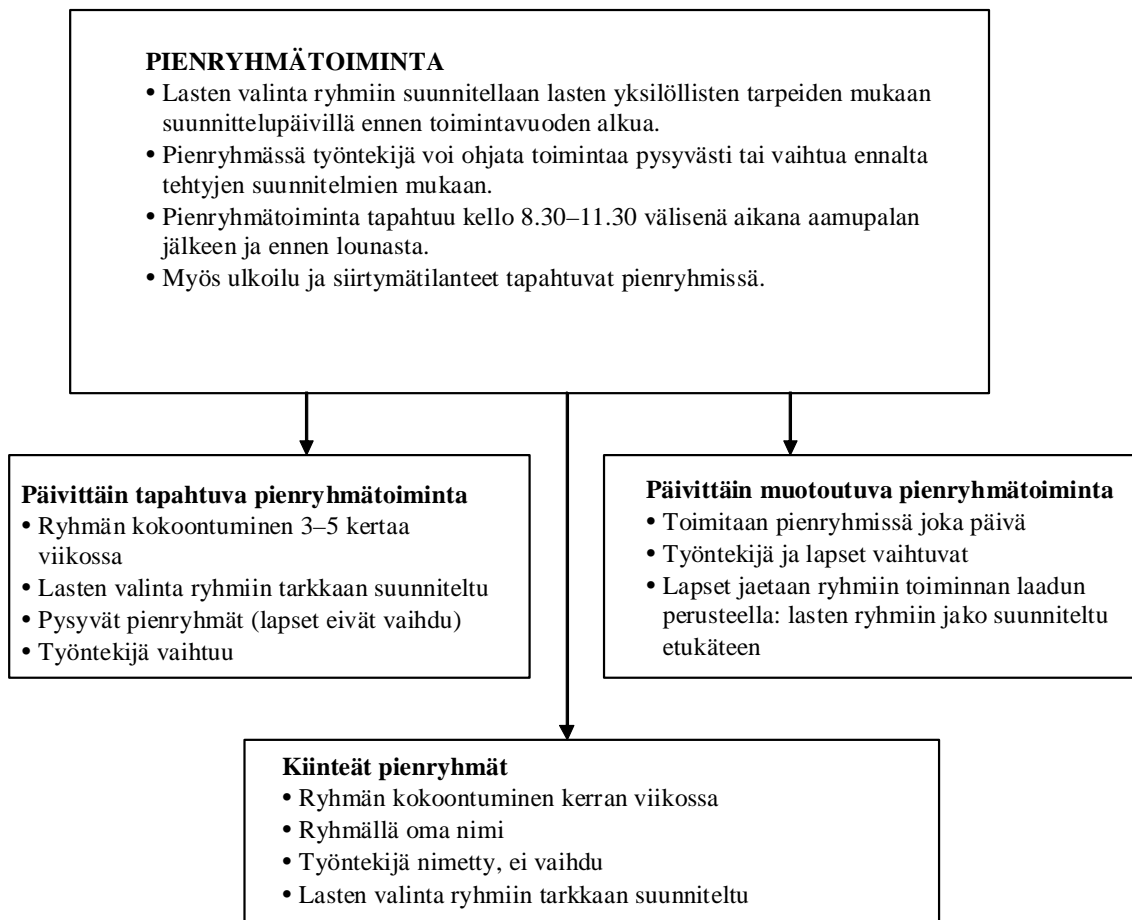 PIENRYHMÄTOIMINTA
• Lasten valinta ryhmiin suunnitellaan lasten yksilöllisten tarpeiden mukaan
suunnittelupäivillä ennen toimintavuoden alkua.
• Pienryhmässä työntekijä voi ohjata toimintaa pysyvästi tai vaihtua ennalta
tehtyjen suunnitelmien mukaan.
• Pienryhmätoiminta tapahtuu kello 8.30–11.30 välisenä aikana aamupalan
jälkeen ja ennen lounasta.
• Myös ulkoilu ja siirtymätilanteet tapahtuvat pienryhmissä.
Päivittäin tapahtuva pienryhmätoiminta
• Ryhmän kokoontuminen 3–5 kertaa
viikossa
• Lasten valinta ryhmiin tarkkaan suunniteltu
• Pysyvät pienryhmät (lapset eivät vaihdu)
• Työntekijä vaihtuu
Päivittäin muotoutuva pienryhmätoiminta
• Toimitaan pienryhmissä joka päivä
• Työntekijä ja lapset vaihtuvat
• Lapset jaetaan ryhmiin toiminnan laadun
perusteella: lasten ryhmiin jako suunniteltu
etukäteen
Kiinteät pienryhmät
• Ryhmän kokoontuminen kerran viikossa
• Ryhmällä oma nimi
• Työntekijä nimetty, ei vaihdu
• Lasten valinta ryhmiin tarkkaan suunniteltu